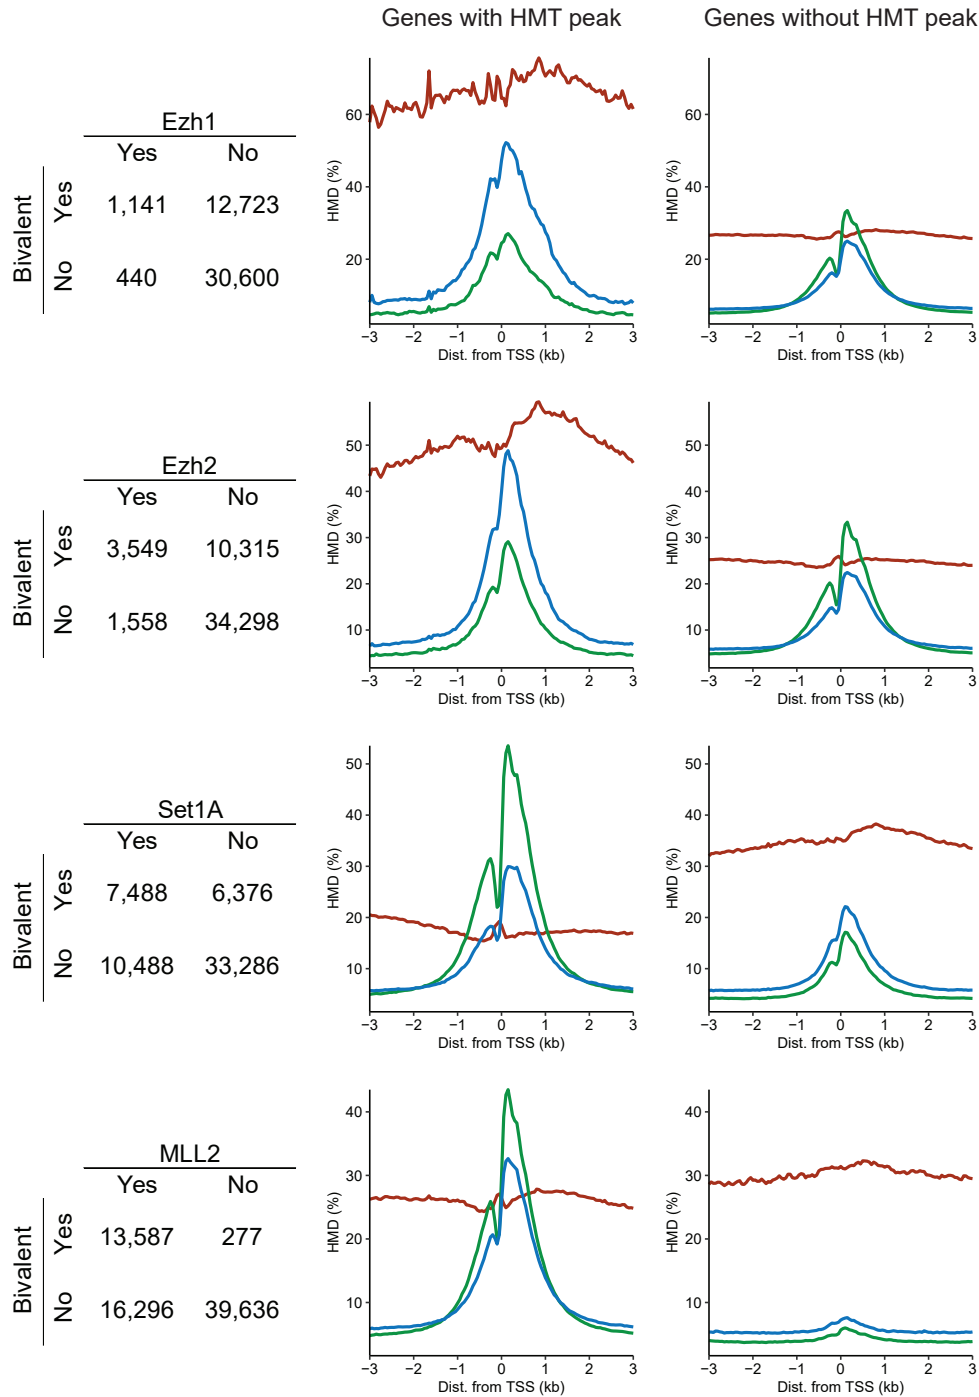 Genes with HMT peak
Genes without HMT peak
Ezh1
Yes No
Bivalent
Yes 1,141 12,723
No 440 30,600
HMD (%)
60
40
20
−3 −2 −1 0 1 2 3
Dist. from TSS (kb)
HMD (%)
60
40
20
−3 −2 −1 0 1 2 3
Dist. from TSS (kb)
Ezh2
Yes No
Bivalent
Yes 3,549 10,315
No 1,558 34,298
HMD (%)
50
40
30
20
10
−3 −2 −1 0 1 2 3
Dist. from TSS (kb)
HMD (%)
50
40
30
20
10
−3 −2 −1 0 1 2 3
Dist. from TSS (kb)
Set1A
Yes No
Bivalent
Yes 7,488 6,376
No 10,488 33,286
HMD (%)
50
40
30
20
10
−3 −2 −1 0 1 2 3
Dist. from TSS (kb)
HMD (%)
50
40
30
20
10
−3 −2 −1 0 1 2 3
Dist. from TSS (kb)
MLL2
Yes No
Bivalent
Yes 13,587 277
No 16,296 39,636
HMD (%)
40
30
20
10
−3 −2 −1 0 1 2 3
Dist. from TSS (kb)
HMD (%)
40
30
20
10
−3 −2 −1 0 1 2 3
Dist. from TSS (kb)